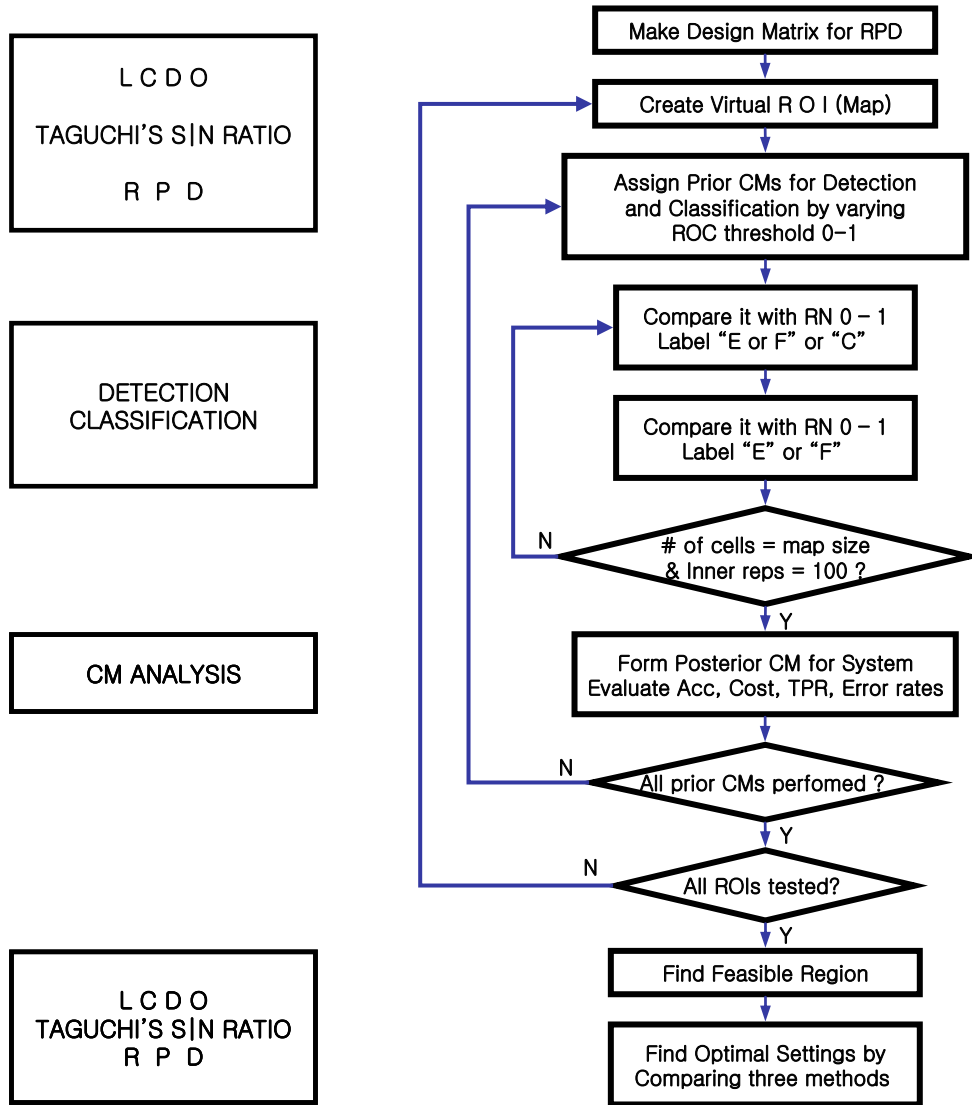 Make Design Matrix for RPD
L C D O
TAGUCHI'S S|N RATIO
R P D
Create Virtual R O I (Map)
Assign Prior CMs for Detection
and Classification by varying
ROC threshold 0-1
DETECTION
CLASSIFICATION
Compare it with RN 0 – 1
Label “E or F” or “C”
Compare it with RN 0 – 1
Label “E” or “F”
N
# of cells = map size
& Inner reps = 100 ?
Y
CM ANALYSIS
Form Posterior CM for System
Evaluate Acc, Cost, TPR, Error rates
N
All prior CMs perfomed ?
Y
N
All ROIs tested?
Y
L C D O
TAGUCHI'S S|N RATIO
R P D
Find Feasible Region
Find Optimal Settings by
Comparing three methods